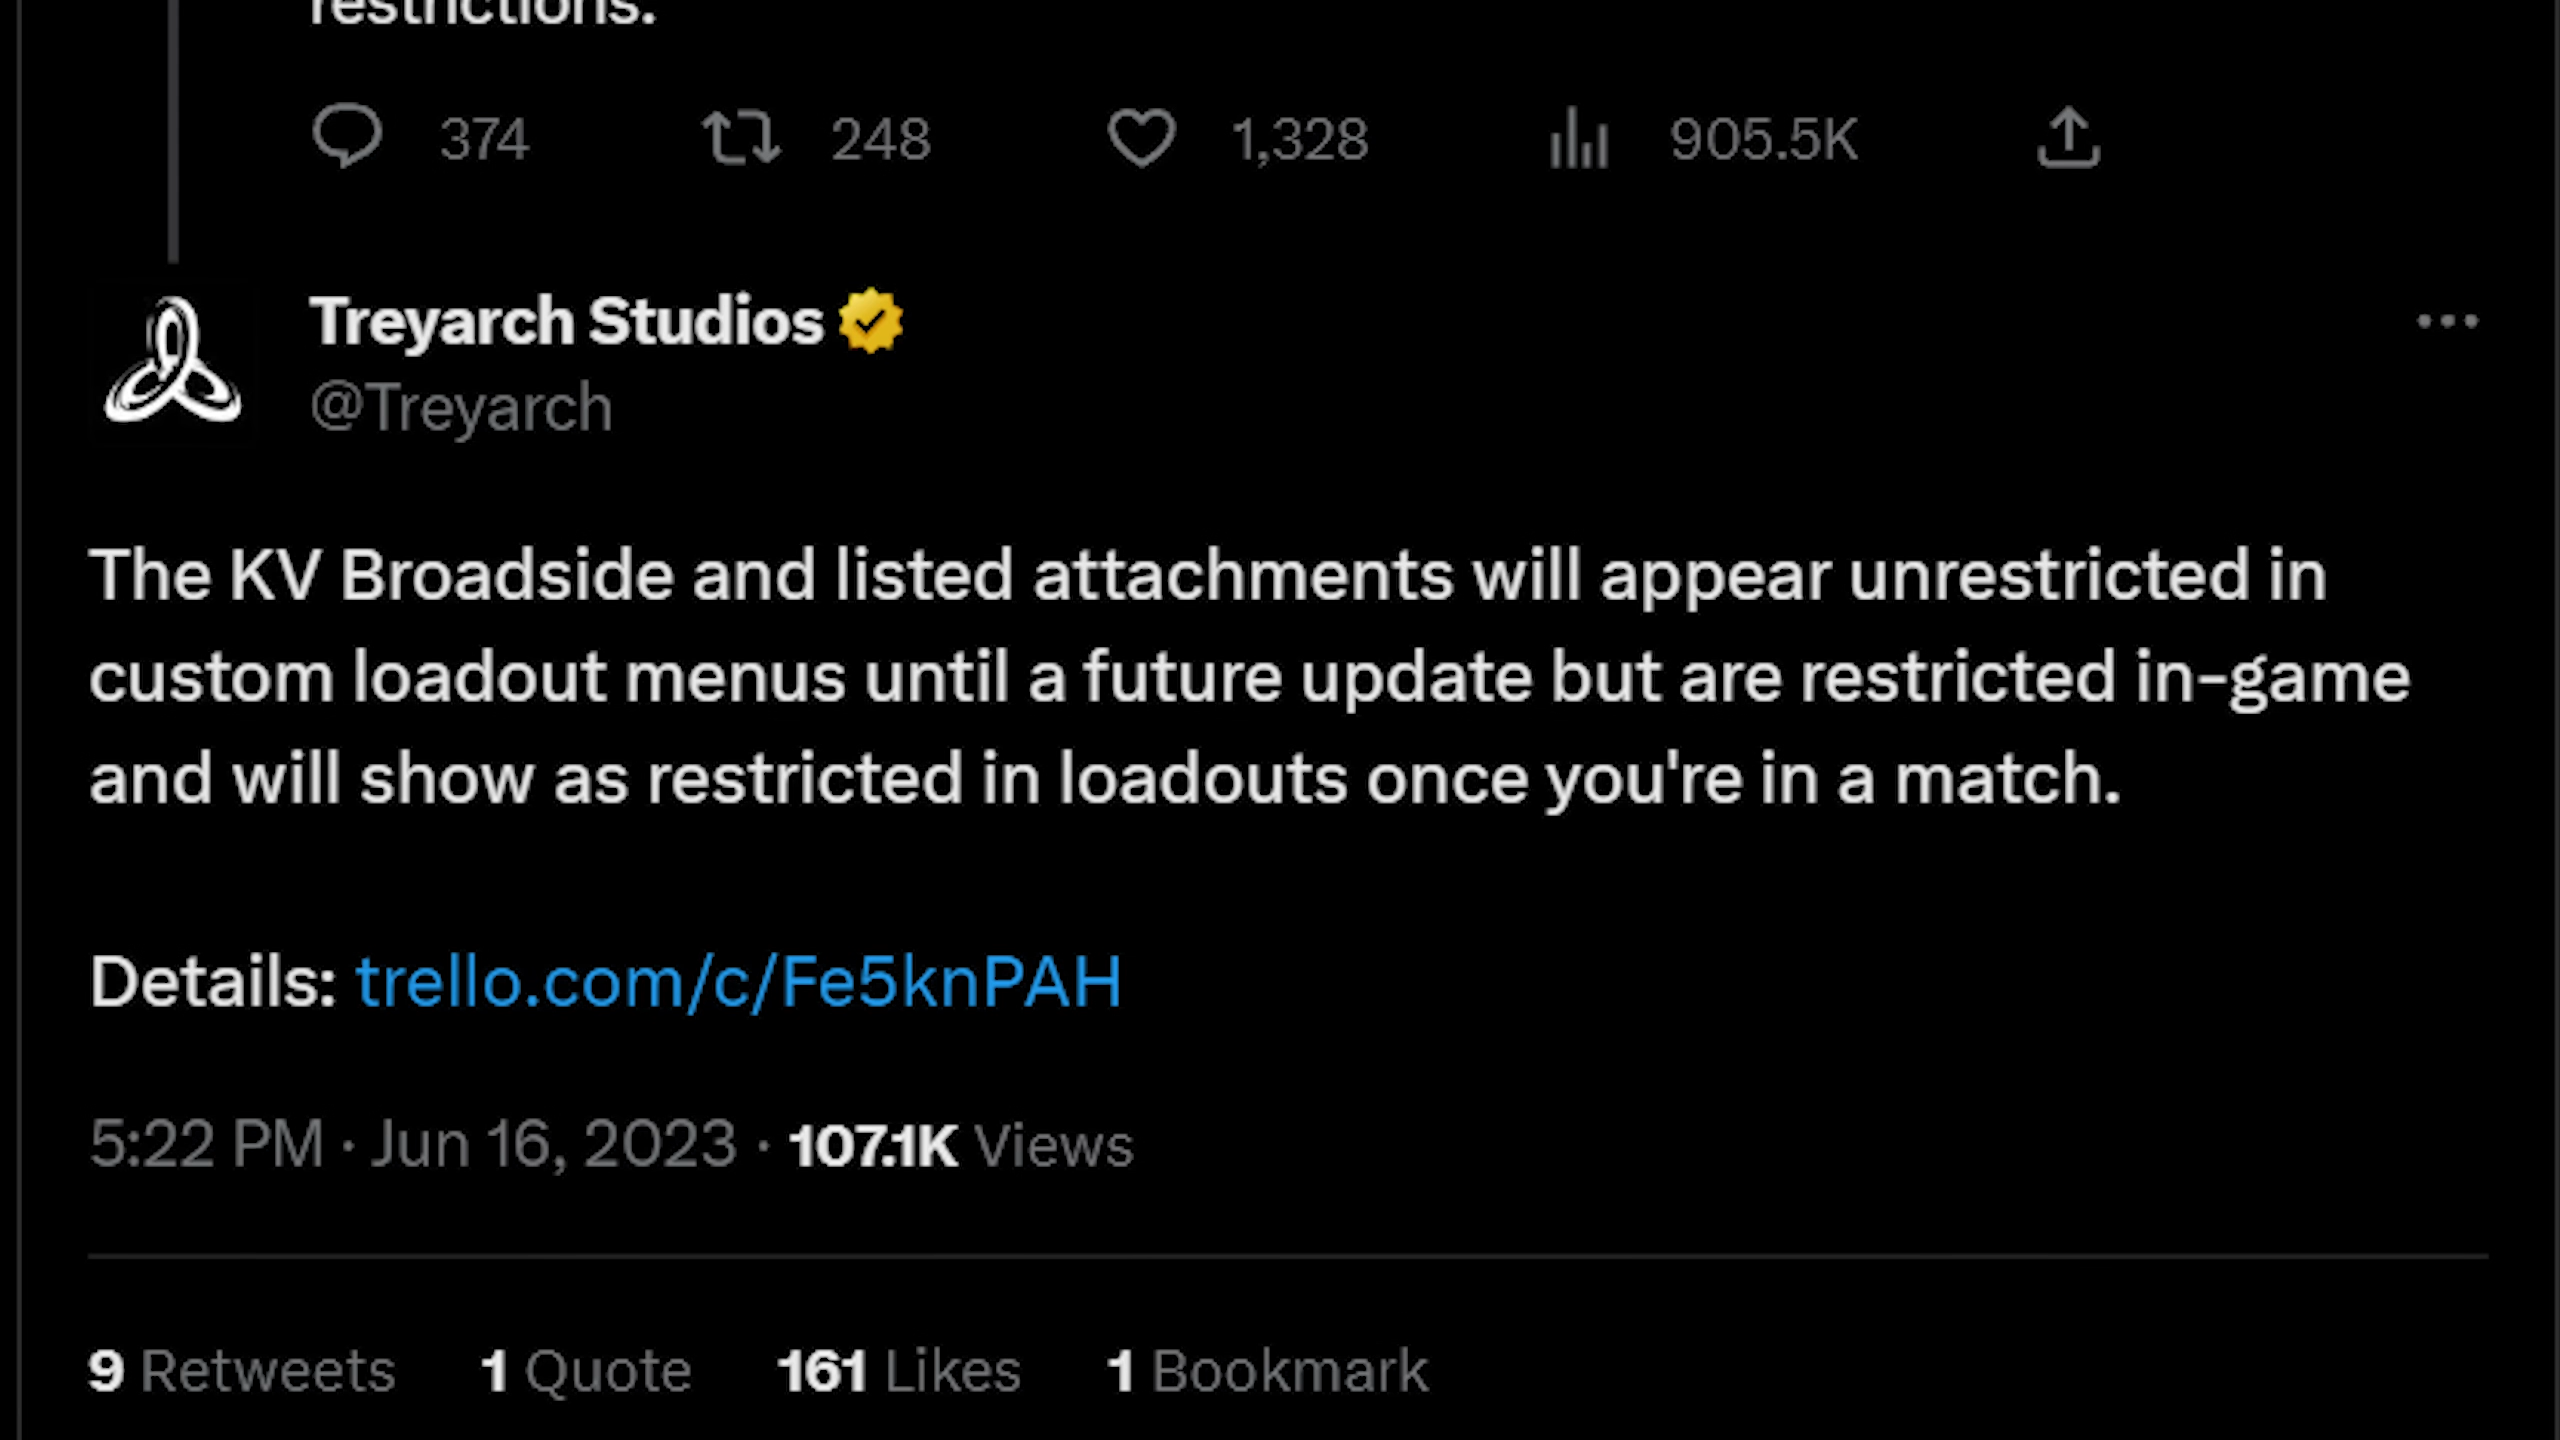 restrictions.
374 248 1,328 905.5K
Treyarch Studios
@Treyarch
The KV Broadside and listed attachments will appear unrestricted in
custom loadout menus until a future update but are restricted in-game
and will show as restricted in loadouts once you're in a match.
Details: trello.com/c/Fe5knPAH
5:22 PM · Jun 16, 2023 · 107.1K Views
9 Retweets 1 Quote 161 Likes 1 Bookmark